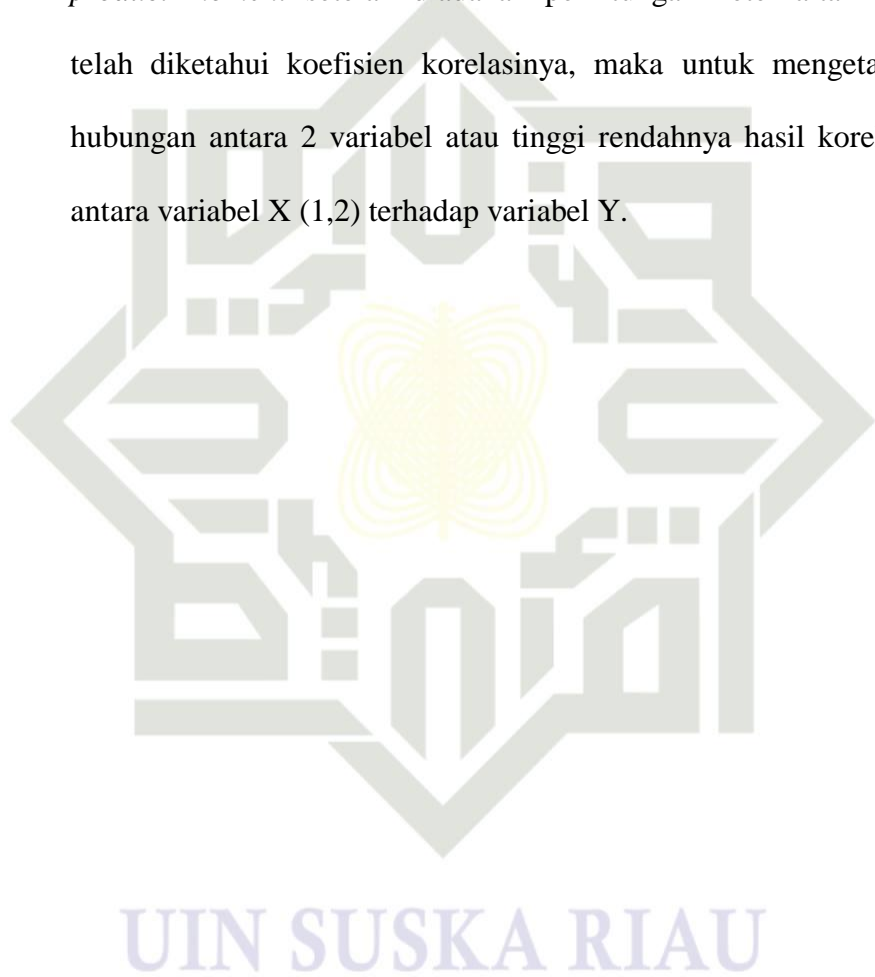 telah diketahui koefisien korelasinya, maka untuk mengeta
hubungan antara 2 variabel atau tinggi rendahnya hasil kore
antara variabel X (1,2) terhadap variabel Y.
UIN SUSKA RIAU